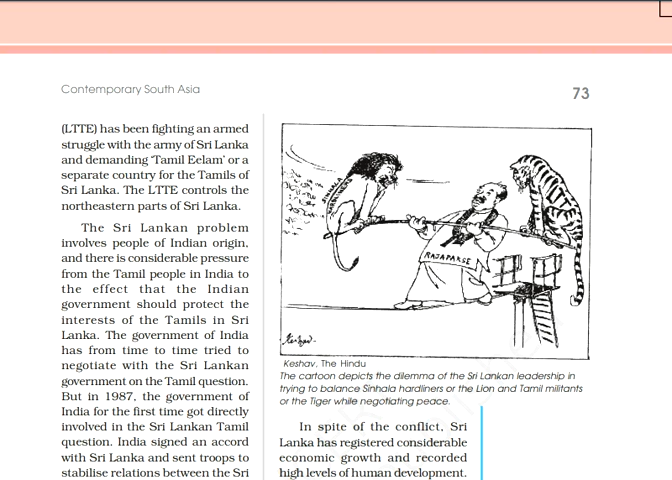 Contemporary South Asia
73
(LTTE) has been fighting an armed
struggle with the army of Sri Lanka
and demanding ‘Tamil Eelam’ or a
separate country for the Tamils of
Sri Lanka. The LTTE controls the
northeastern parts of Sri Lanka.
The Sri Lankan problem
involves people of Indian origin,
and there is considerable pressure
from the Tamil people in India to
the effect that the Indian
government should protect the
interests of the Tamils in Sri
Lanka. The government of India
has from time to time tried to
negotiate with the Sri Lankan
government on the Tamil question.
But in 1987, the government of
India for the first time got directly
involved in the Sri Lankan Tamil
question. India signed an accord
with Sri Lanka and sent troops to
stabilise relations between the Sri
SINHALA
RAJAPAKSE
LTTE
Keshav
Keshav, The Hindu
The cartoon depicts the dilemma of the Sri Lankan leadership in
trying to balance Sinhala hardliners or the Lion and Tamil militants
or the Tiger while negotiating peace.
In spite of the conflict, Sri
Lanka has registered considerable
economic growth and recorded
high levels of human development.